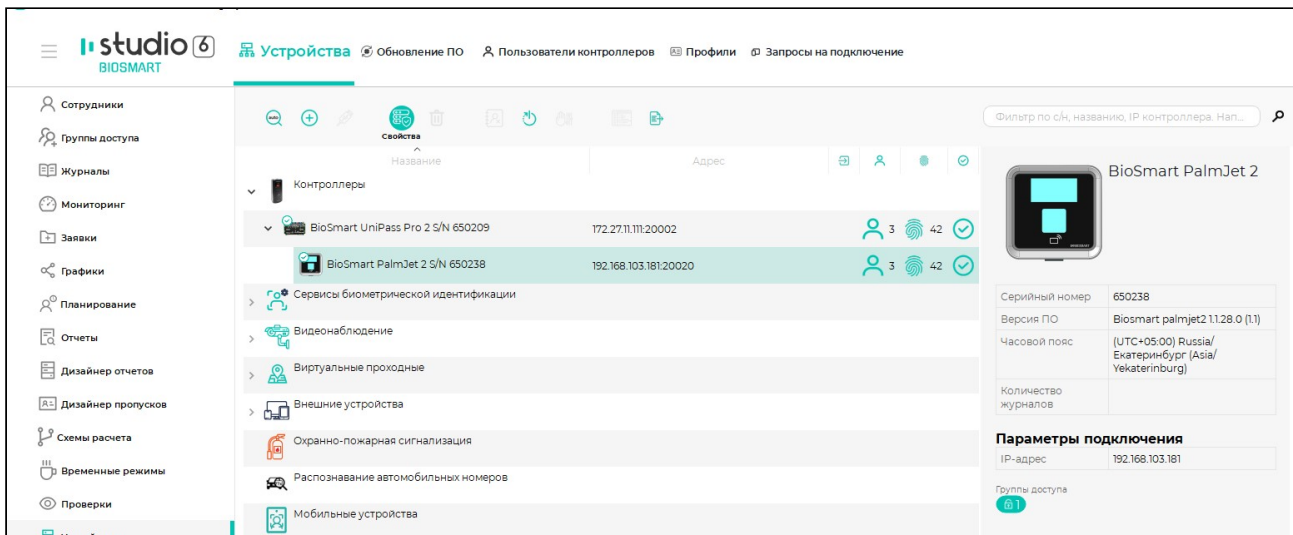 studio 6
BIOSMART
Устройства
Обновление ПО
Пользователи контроллеров
Профили
Запросы на подключение
Сотрудники
Группы доступа
Журналы
Мониторинг
Заявки
Графики
Планирование
Отчеты
Дизайнер отчетов
Дизайнер пропусков
Схемы расчета
Временные режимы
Проверки
auto
Свойства
Название
Адрес
Контроллеры
BioSmart UniPass Pro 2 S/N 650209
172.27.11.111:20002
3
42
BioSmart PalmJet 2 S/N 650238
192.168.103.181:20020
3
42
Сервисы биометрической идентификации
Видеонаблюдение
Виртуальные проходные
Внешние устройства
Охранно-пожарная сигнализация
Распознавание автомобильных номеров
Мобильные устройства
Фильтр по с/н, названию, IP контроллера. Нап...
BioSmart PalmJet 2
Серийный номер 650238
Версия ПО Biosmart palmjet2 1.1.28.0 (1.1)
Часовой пояс (UTC+05:00) Russia/
Екатеринбург (Asia/
Yekaterinburg)
Количество
журналов
Параметры подключения
IP-адрес 192.168.103.181
Группы доступа
1